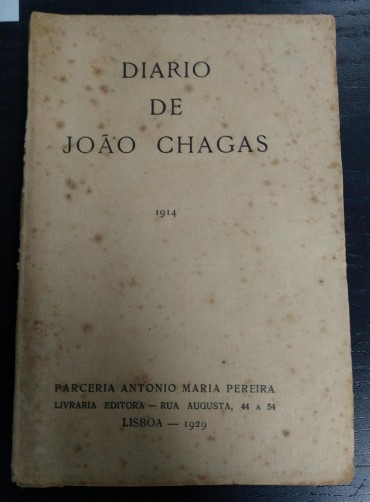 DIARIO
DE
JOÃO CHAGAS
1914
PARCERIA ANTONIO MARIA PEREIRA
LIVRARIA EDITORA — RUA AUGUSTA, 44 A 54
LISBOA — 1929